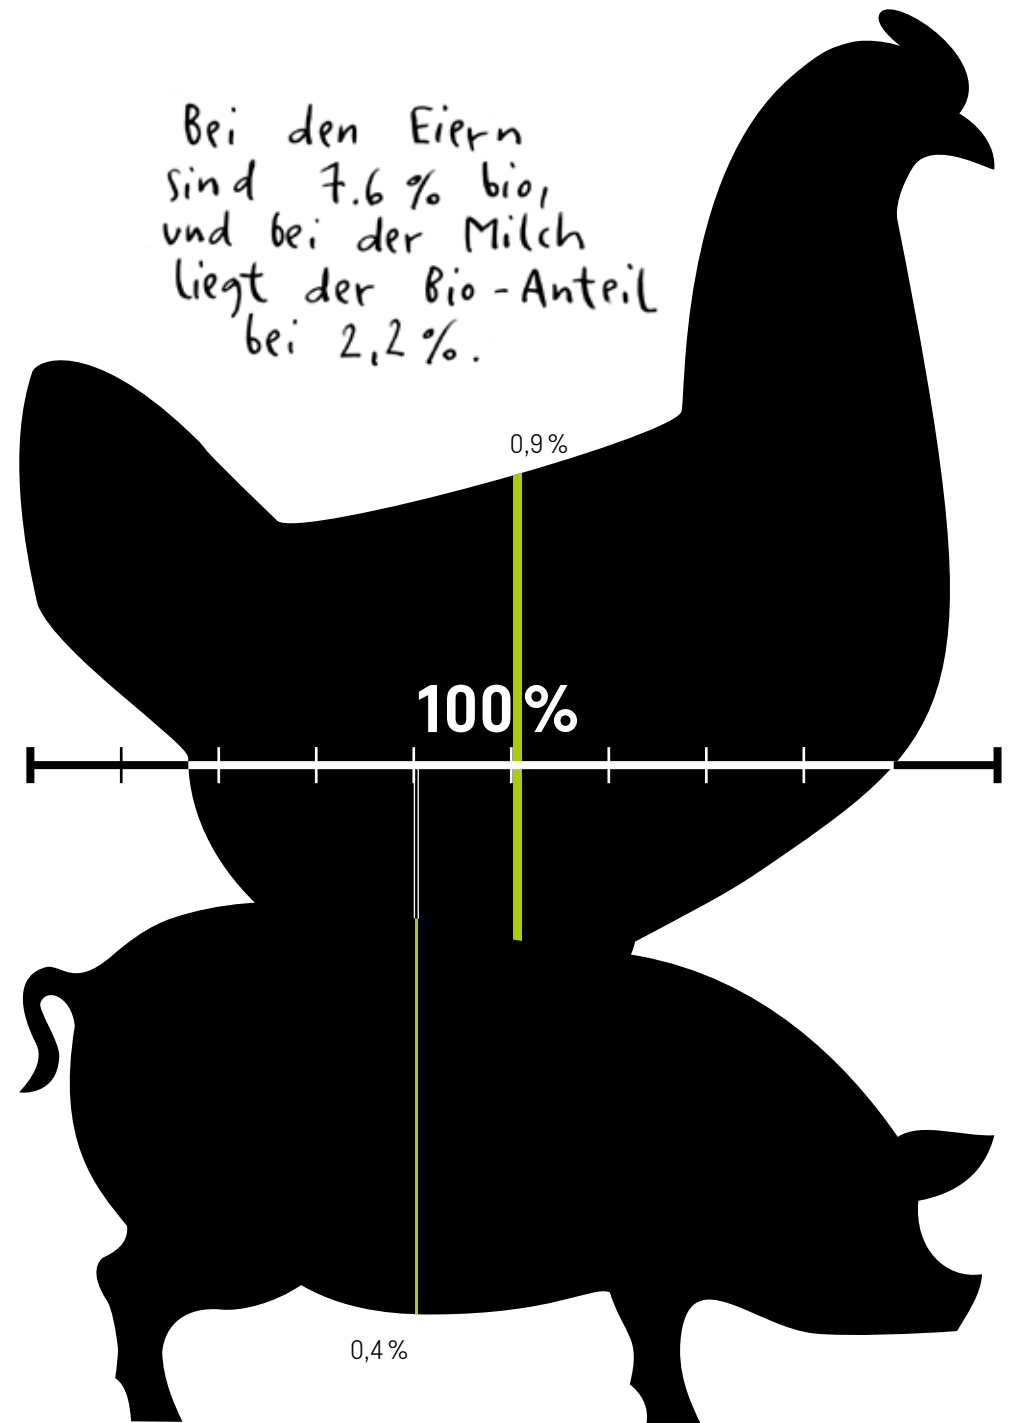 Bei den Eiern
sind 7.6 % bio,
und bei der Milch
liegt der Bio-Anteil
bei 2,2 %.
0,9 %
100 %
0,4 %